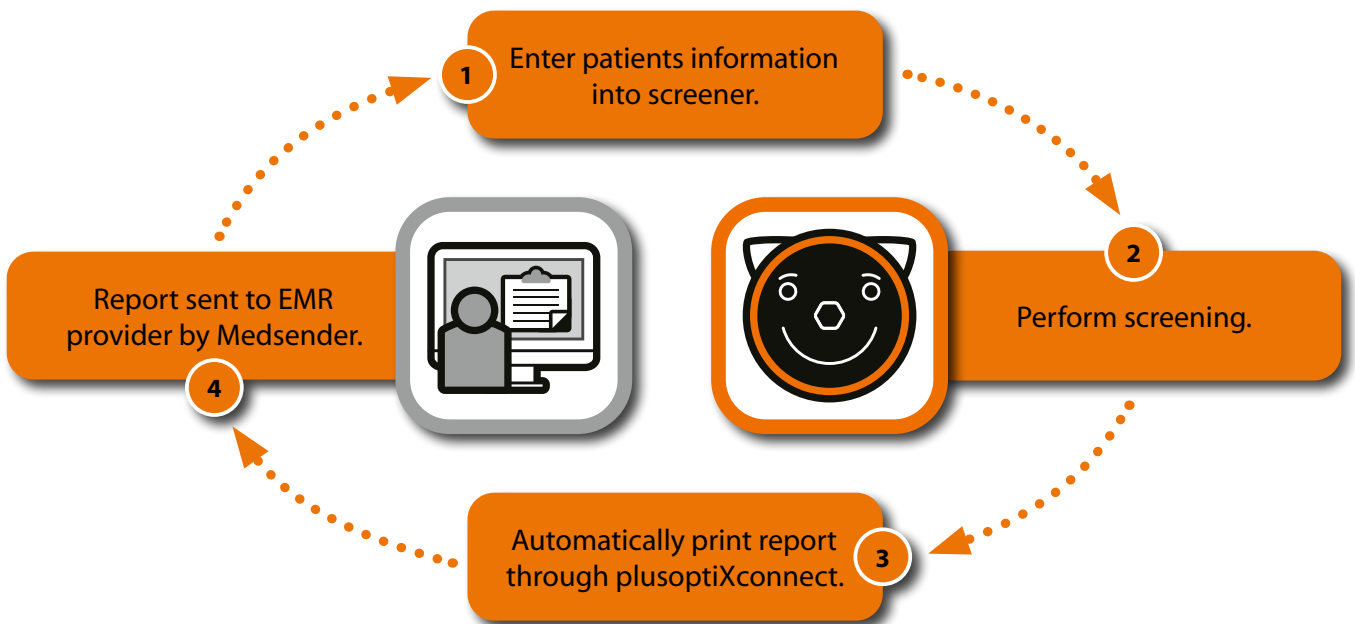 1
Enter patients information
into screener.
2
Perform screening.
3
Automatically print report
through plusoptiXconnect.
4
Report sent to EMR
provider by Medsender.